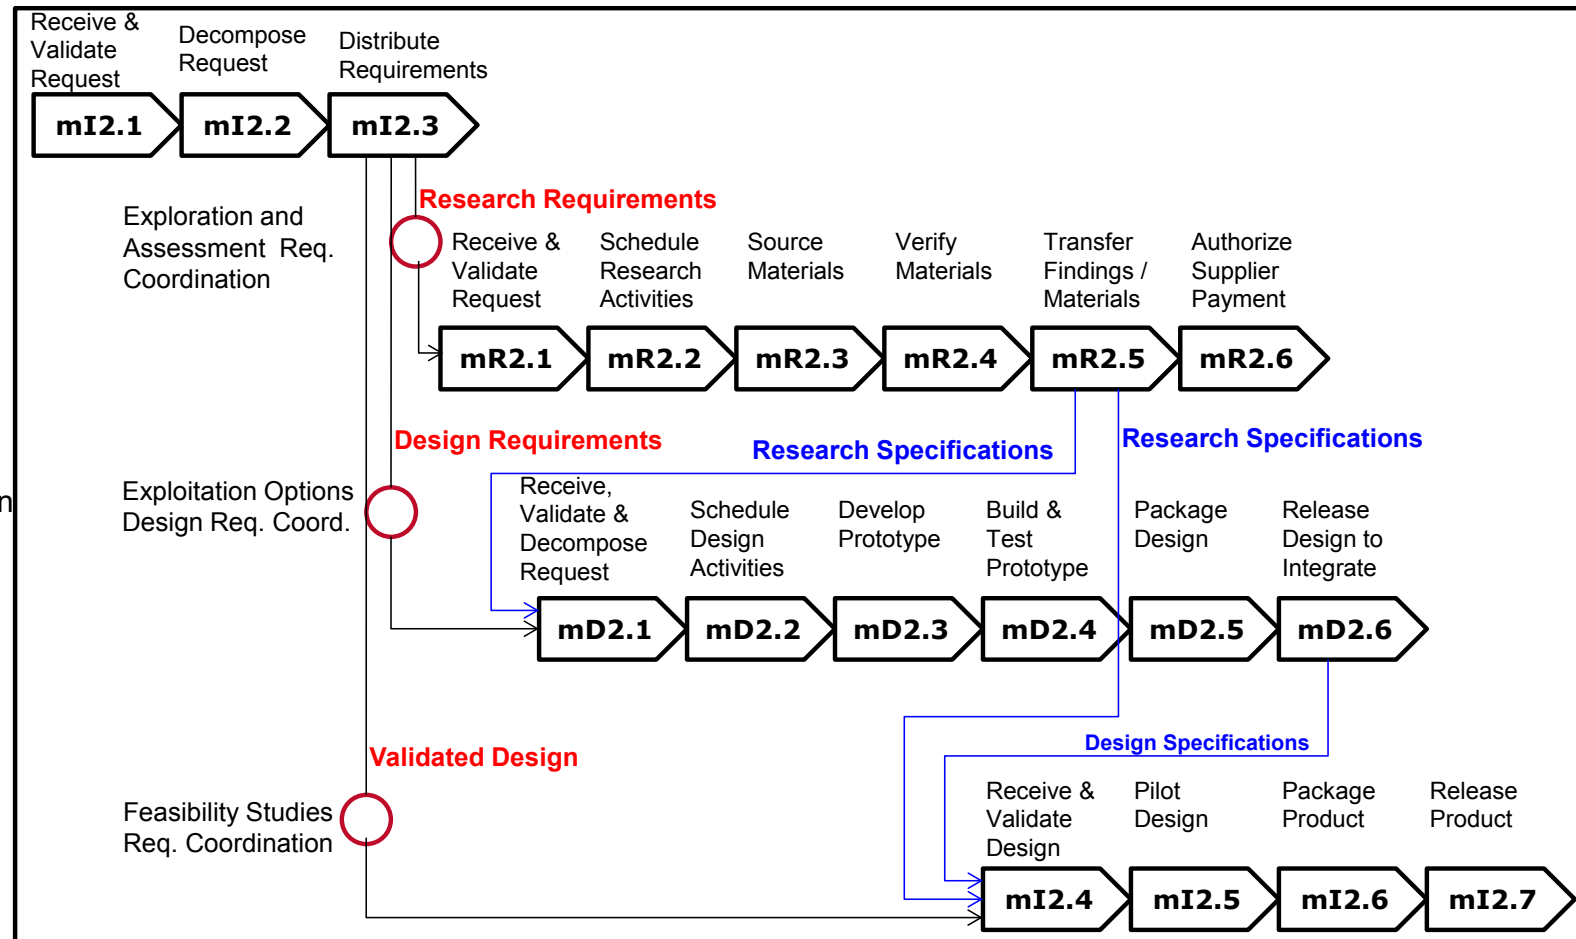 Receive &
Validate
Request
Decompose
Request
Distribute
Requirements
mI2.1
mI2.2
mI2.3
Research Requirements
Exploration and
Assessment Req.
Coordination
Receive &
Validate
Request
Schedule
Research
Activities
Source
Materials
Verify
Materials
Transfer
Findings /
Materials
Authorize
Supplier
Payment
mR2.1
mR2.2
mR2.3
mR2.4
mR2.5
mR2.6
Design Requirements
Research Specifications
Research Specifications
n
Exploitation Options
Design Req. Coord.
Receive,
Validate &
Decompose
Request
Schedule
Design
Activities
Develop
Prototype
Build &
Test
Prototype
Package
Design
Release
Design to
Integrate
mD2.1
mD2.2
mD2.3
mD2.4
mD2.5
mD2.6
Validated Design
Design Specifications
Feasibility Studies
Req. Coordination
Receive &
Validate
Design
Pilot
Design
Package
Product
Release
Product
mI2.4
mI2.5
mI2.6
mI2.7